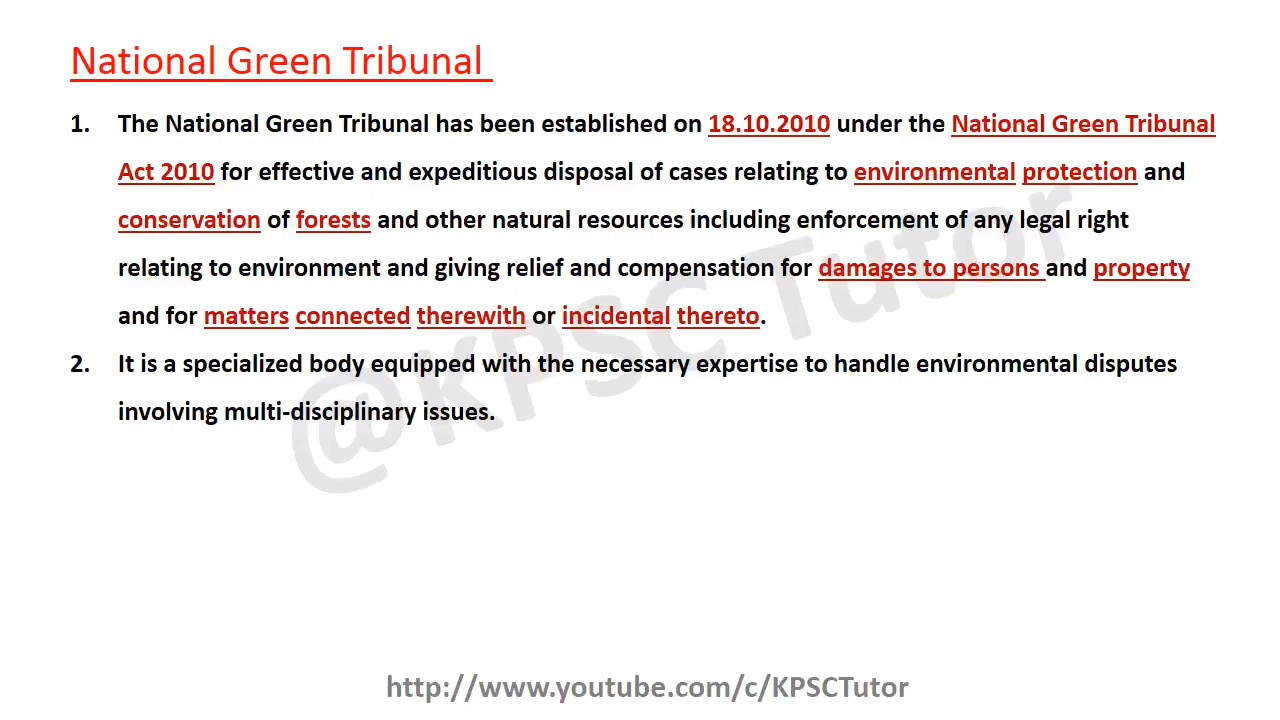 National Green Tribunal
1. The National Green Tribunal has been established on 18.10.2010 under the National Green Tribunal
Act 2010 for effective and expeditious disposal of cases relating to environmental protection and
conservation of forests and other natural resources including enforcement of any legal right
relating to environment and giving relief and compensation for damages to persons and property
and for matters connected therewith or incidental thereto.
2. It is a specialized body equipped with the necessary expertise to handle environmental disputes
involving multi-disciplinary issues.
@KPSC Tutor
http://www.youtube.com/c/KPSCTutor